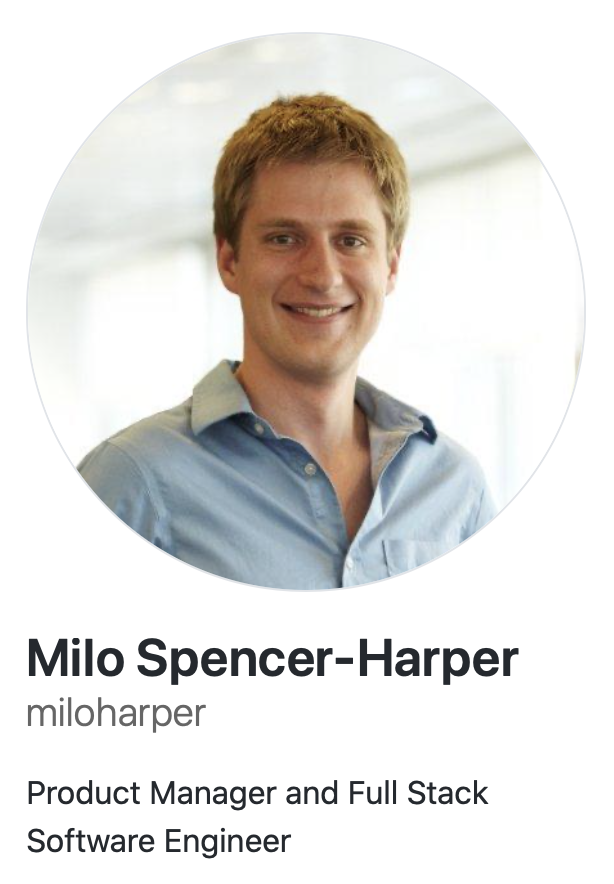 Milo Spencer-Harper
miloharper
Product Manager and Full Stack
Software Engineer